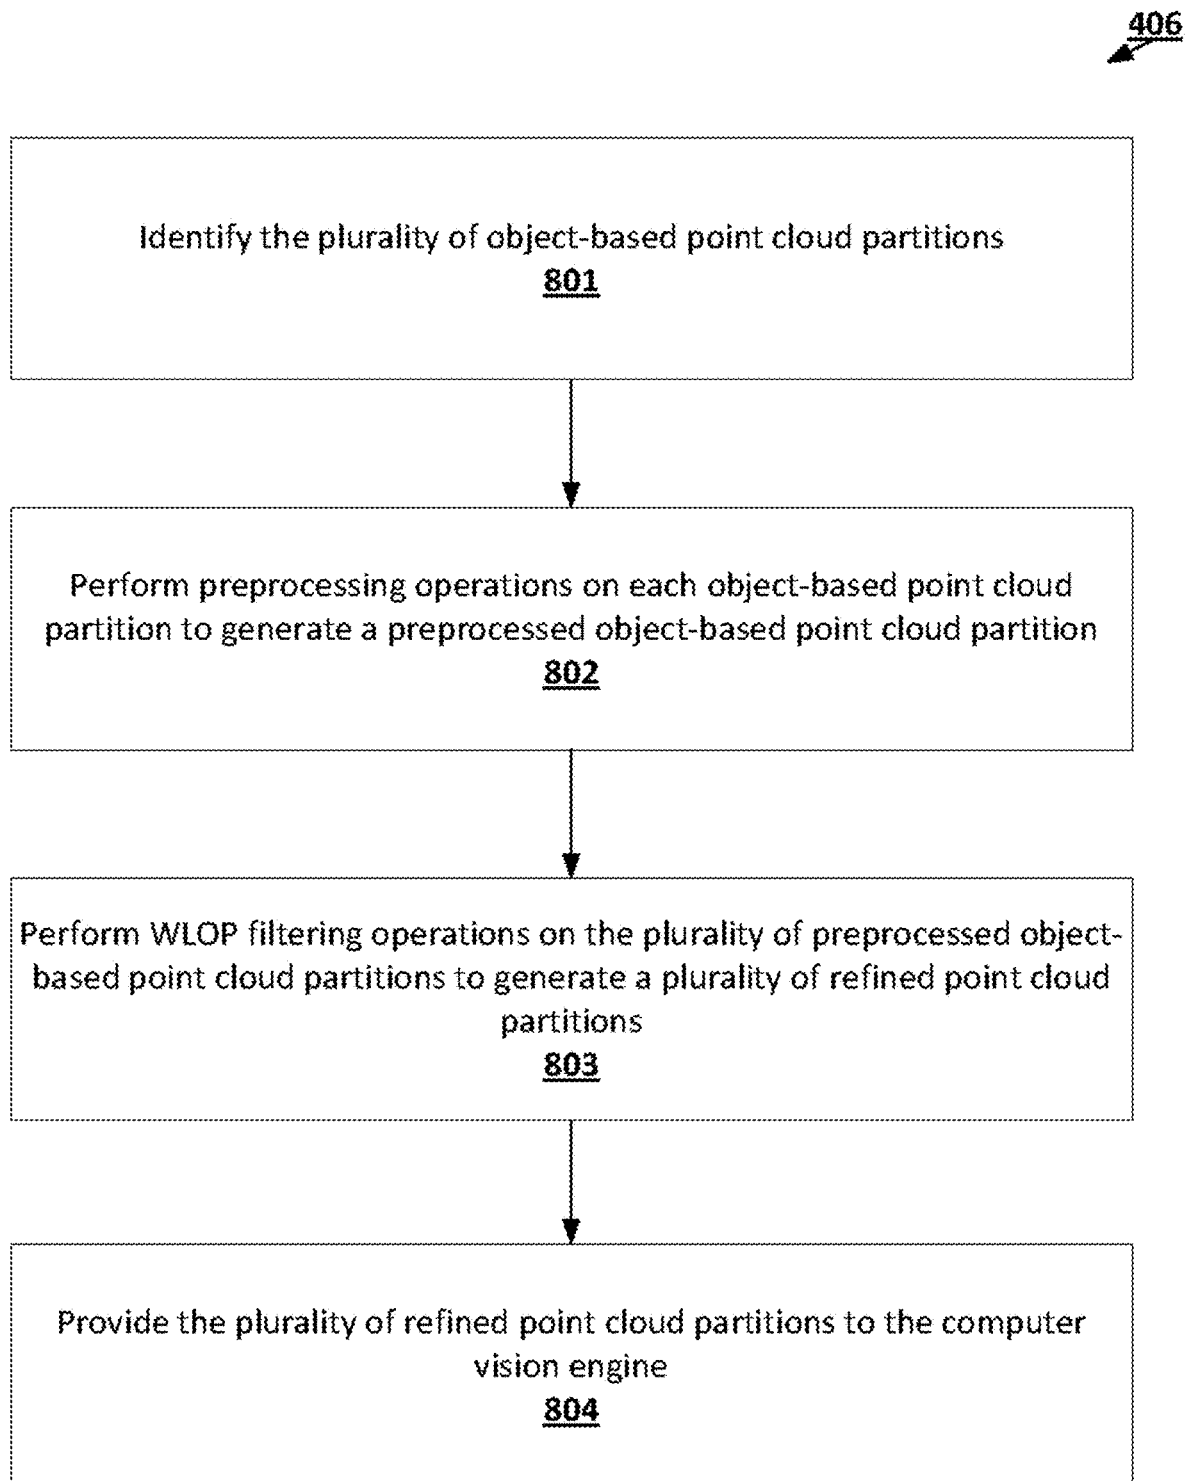 406
Identify the plurality of object-based point cloud partitions
801
Perform preprocessing operations on each object-based point cloud
partition to generate a preprocessed object-based point cloud partition
802
Perform WLOP filtering operations on the plurality of preprocessed object-
based point cloud partitions to generate a plurality of refined point cloud
partitions
803
Provide the plurality of refined point cloud partitions to the computer
vision engine
804